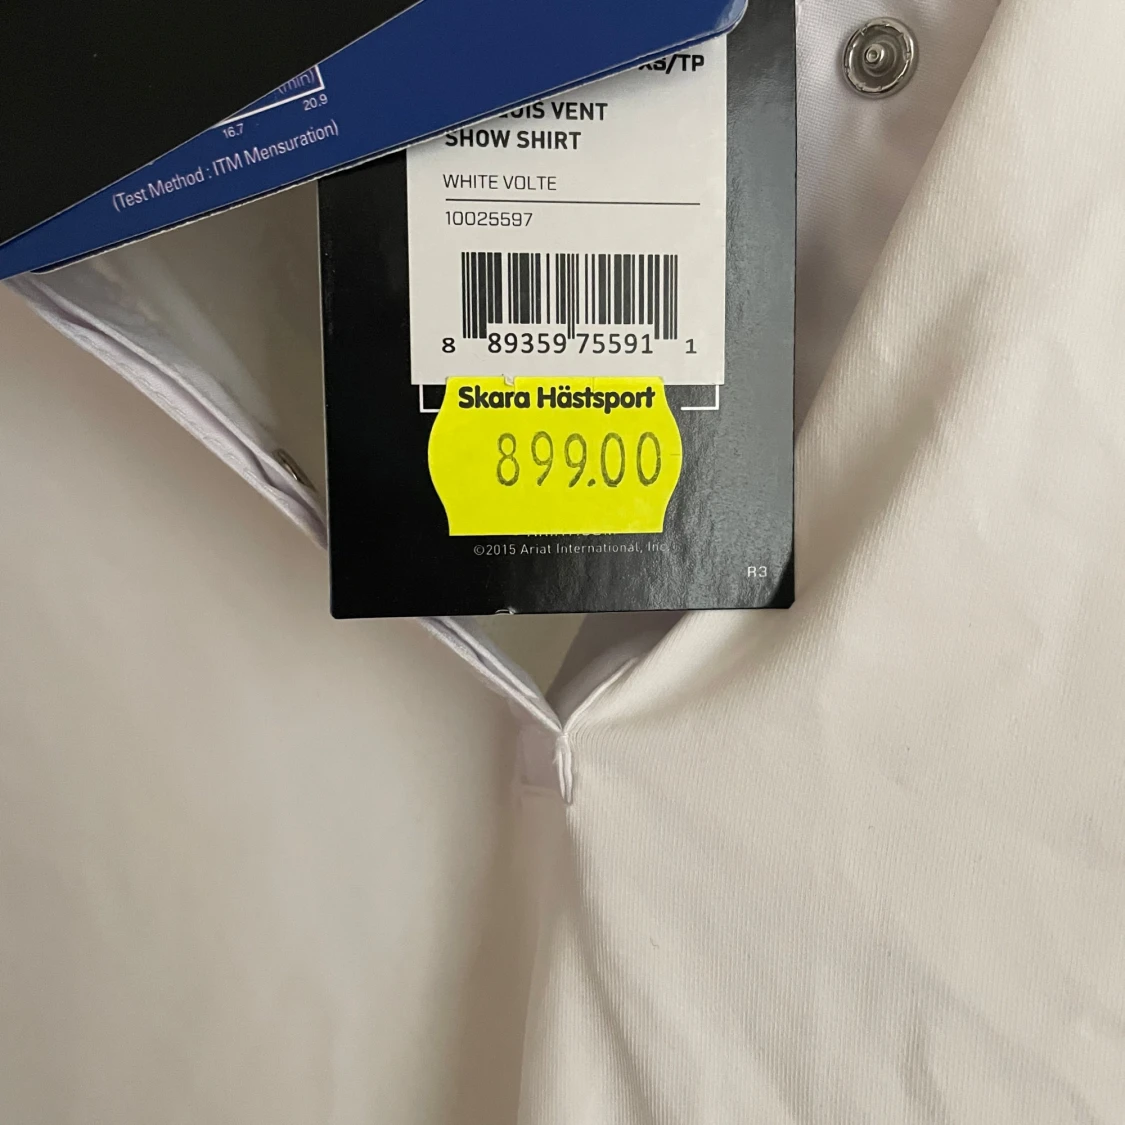 (min)
16.7 20.9
(Test Method : ITM Mensuration)
XS/TP
VENT
SHOW SHIRT
WHITE VOLTE
10025597
8 89359 75591 1
Skara Hästsport
899.00
©2015 Ariat International, Inc.
R3